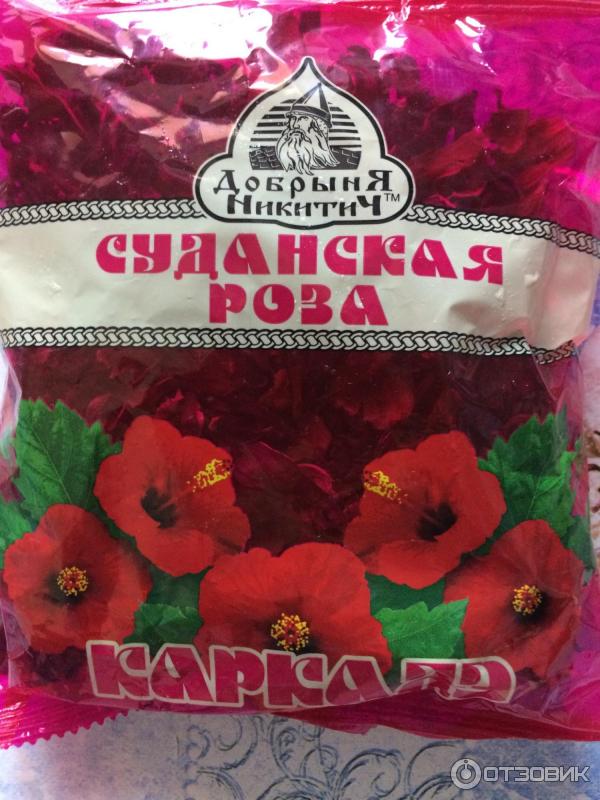 Добрыня
Никитич™
СУДАНСКАЯ
РОЗА
КАРКАДЭ
ОТЗОВИК